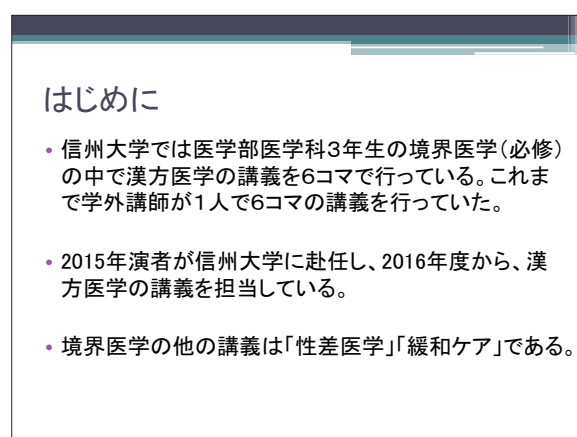 はじめに
• 信州大学では医学部医学科３年生の境界医学（必修）
の中で漢方医学の講義を６コマで行っている。これま
で学外講師が１人で６コマの講義を行っていた。
• 2015年演者が信州大学に赴任し、2016年度から、漢
方医学の講義を担当している。
• 境界医学の他の講義は「性差医学」「緩和ケア」である。